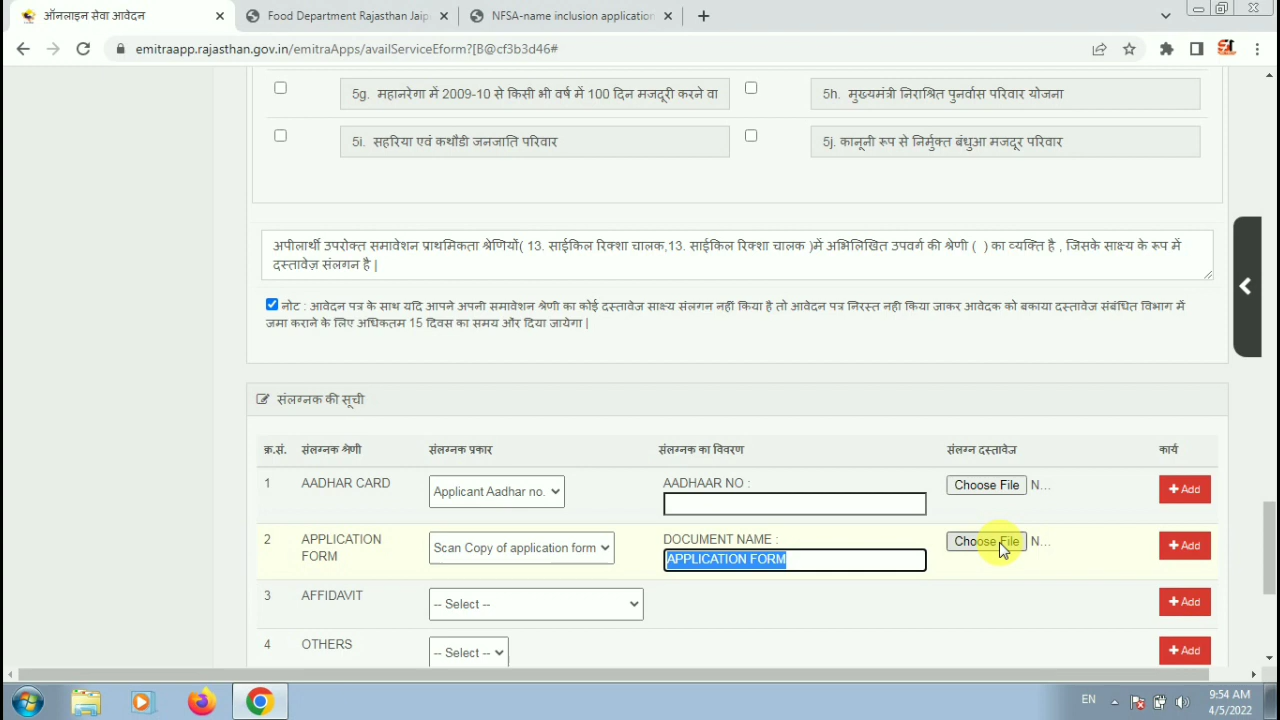 ऑनलाइन सेवा आवेदन
Food Department Rajasthan Jaip
NFSA-name inclusion application
emitraapp.rajasthan.gov.in/emitraApps/availServiceEform?[B@cf3b3d46#
5g. महानरेगा में 2009-10 से किसी भी वर्ष में 100 दिन मजदूरी करने वा
5h. मुख्यमंत्री निराश्रित पुनर्वास परिवार योजना
5i. सहरिया एवं कथौडी जनजाति परिवार
5j. कानूनी रूप से निर्मुक्त बंधुआ मजदूर परिवार
अपीलार्थी उपरोक्त समावेशन प्राथमिकता श्रेणियों( 13. साईकिल रिक्शा चालक,13. साईकिल रिक्शा चालक )में अभिलिखित उपवर्ग की श्रेणी ( ) का व्यक्ति है , जिसके साक्ष्य के रूप में
दस्तावेज़ संलगन है |
नोट : आवेदन पत्र के साथ यदि आपने अपनी समावेशन श्रेणी का कोई दस्तावेज साक्ष्य संलगन नहीं किया है तो आवेदन पत्र निरस्त नही किया जाकर आवेदक को बकाया दस्तावेज संबंधित विभाग में
जमा कराने के लिए अधिकतम 15 दिवस का समय और दिया जायेगा |
संलग्नक की सूची
क्र.सं. संलग्नक श्रेणी संलग्नक प्रकार संलग्नक का विवरण संलग्न दस्तावेज कार्य
1 AADHAR CARD Applicant Aadhar no. AADHAAR NO : Choose File N... Add
2 APPLICATION FORM Scan Copy of application form DOCUMENT NAME : Choose File N... Add
APPLICATION FORM
3 AFFIDAVIT -- Select -- Add
4 OTHERS -- Select -- Add
EN
9:54 AM
4/5/2022